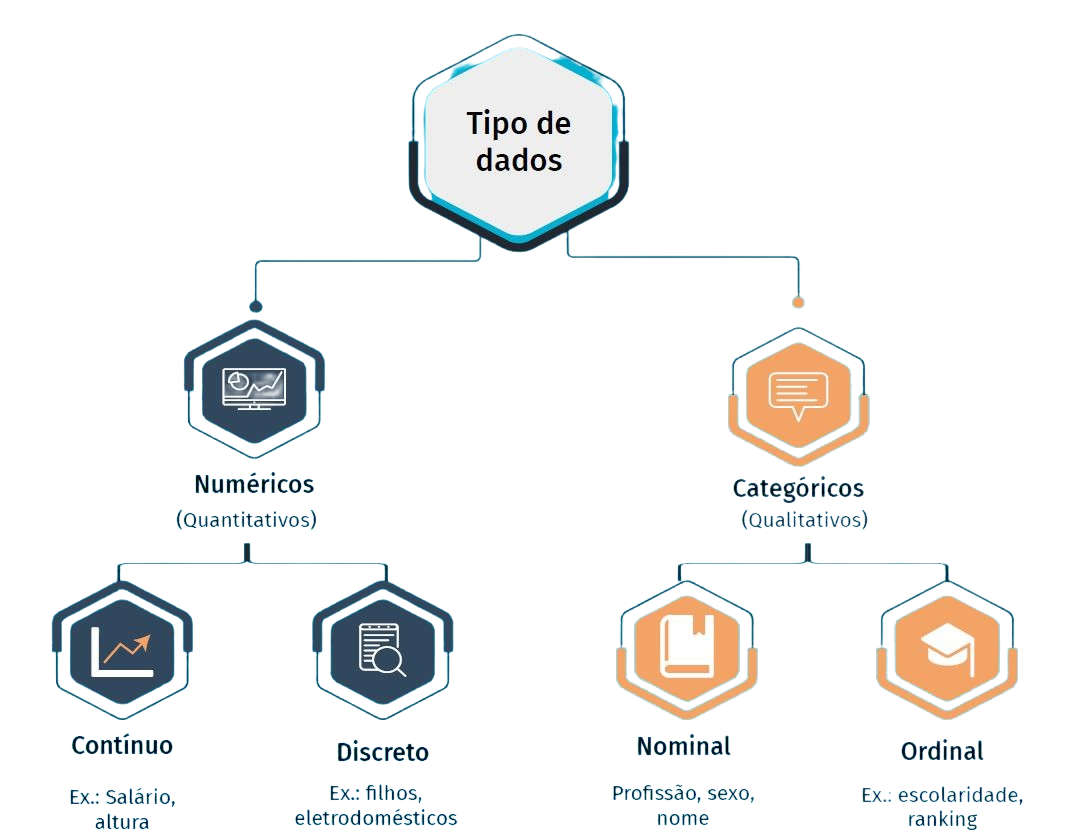 Tipo de
dados
Numéricos
(Quantitativos)
Categóricos
(Qualitativos)
Contínuo
Ex.: Salário,
altura
Discreto
Ex.: filhos,
eletrodomésticos
Nominal
Profissão, sexo,
nome
Ordinal
Ex.: escolaridade,
ranking